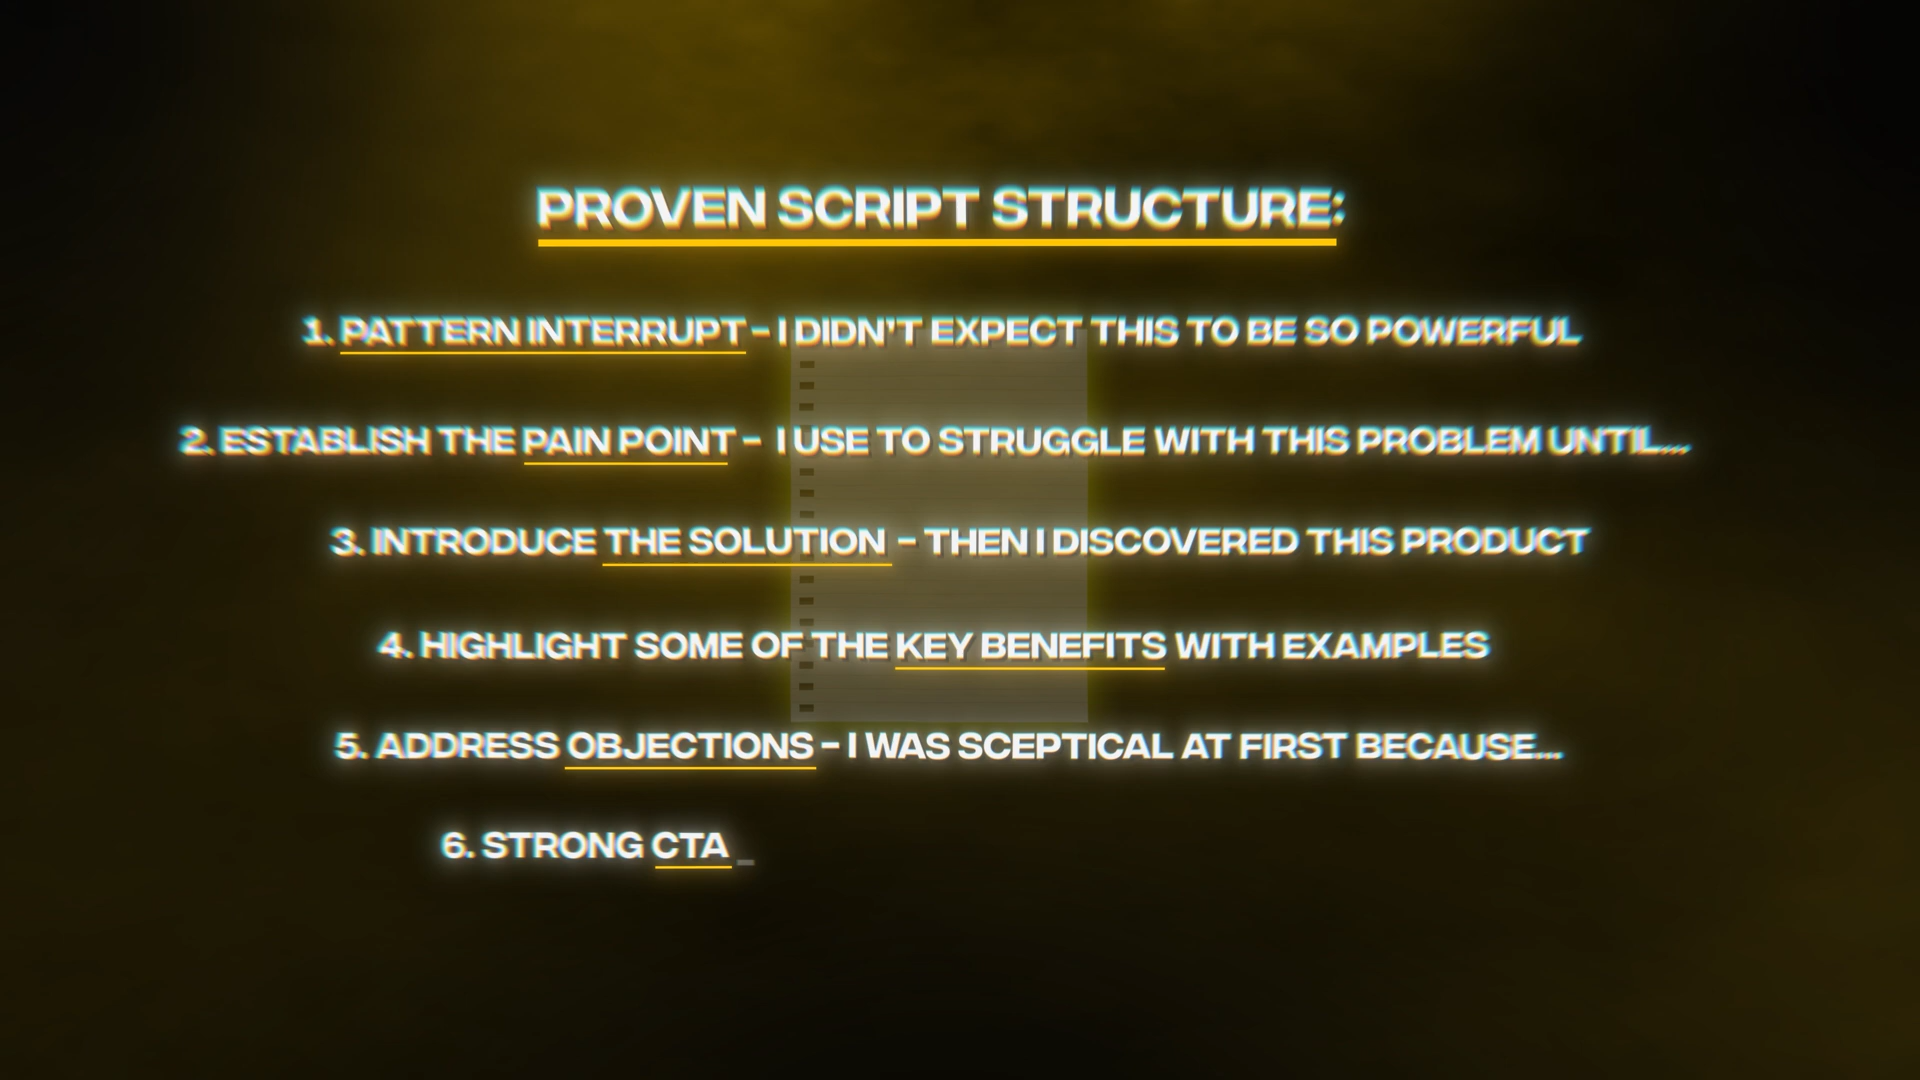 PROVEN SCRIPT STRUCTURE:
1. PATTERN INTERRUPT - I DIDN'T EXPECT THIS TO BE SO POWERFUL
2. ESTABLISH THE PAIN POINT - I USE TO STRUGGLE WITH THIS PROBLEM UNTIL...
3. INTRODUCE THE SOLUTION - THEN I DISCOVERED THIS PRODUCT
4. HIGHLIGHT SOME OF THE KEY BENEFITS WITH EXAMPLES
5. ADDRESS OBJECTIONS - I WAS SCEPTICAL AT FIRST BECAUSE...
6. STRONG CTA _